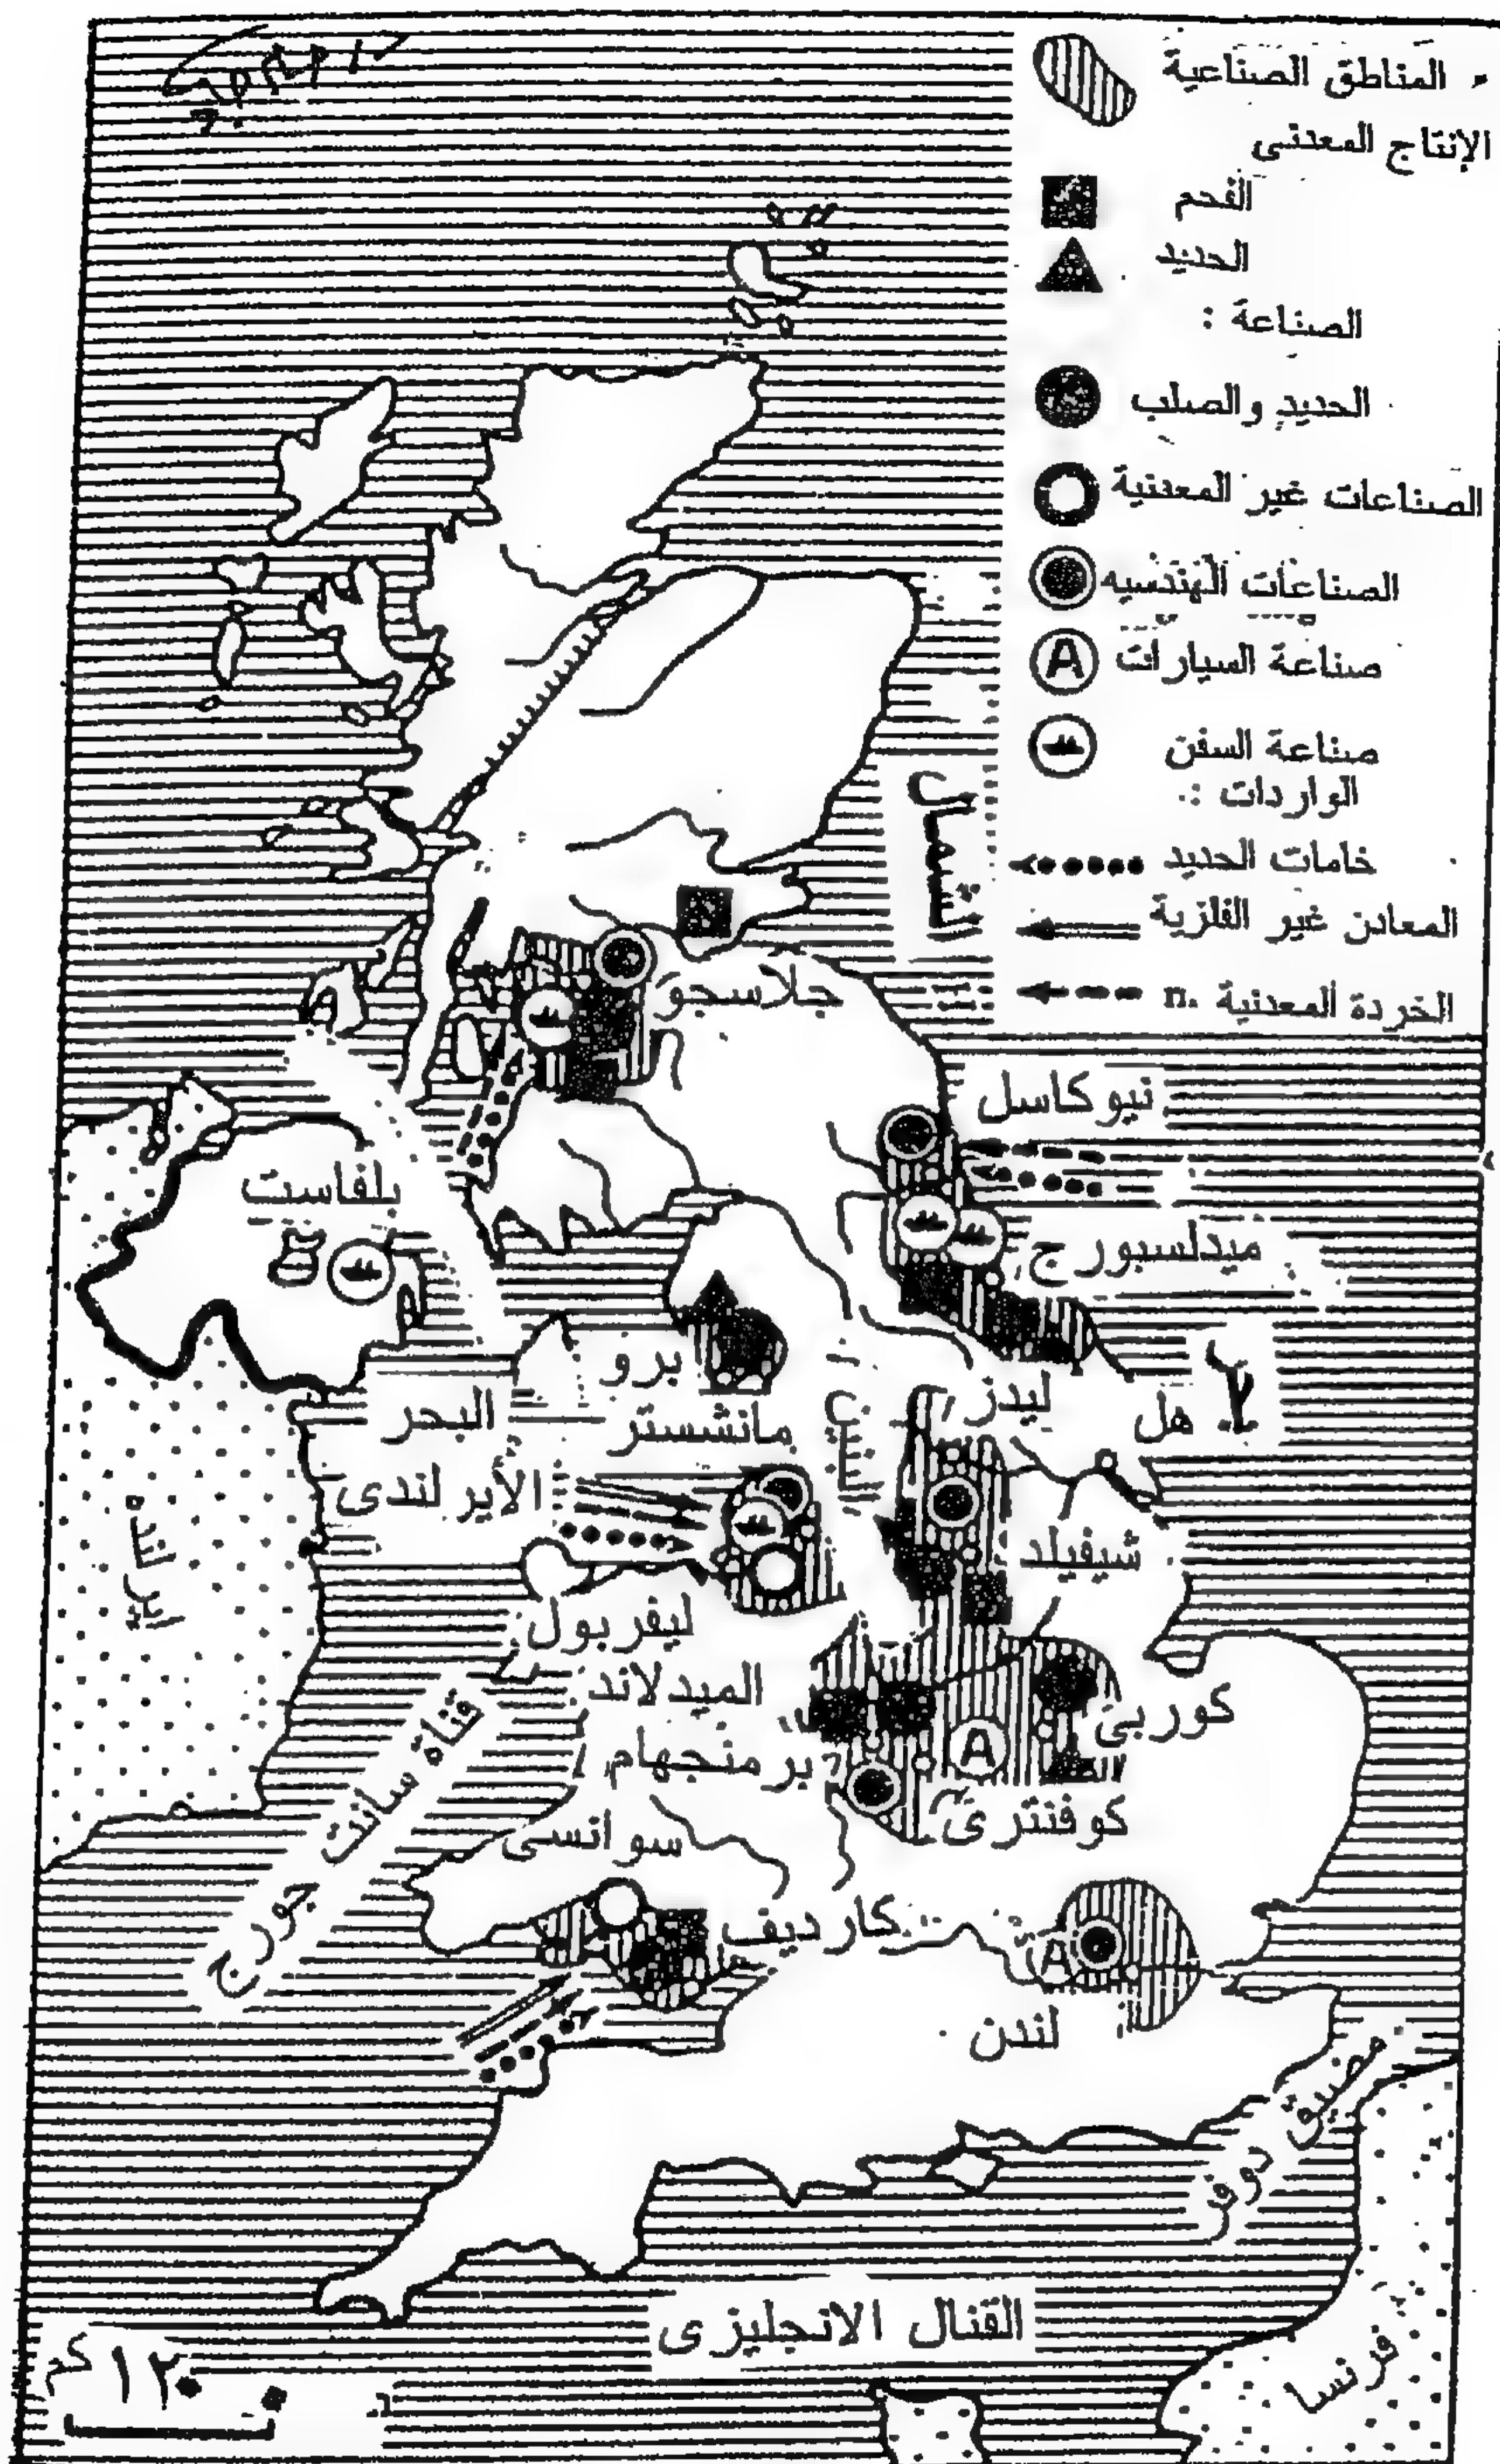 المناطق الصناعية
الإنتاج المعدنى
الفحم
الحديد
الصناعة :
الحديد والصلب
الصناعات غير المعدنية
الصناعات الهندسيه
صناعة السيارات
A
صناعة السفن
الواردات :
خامات الحديد
المعادن غير الفلزية
الخردة المعدنية
الشمال
جلاسجو
نيوكاسل
بلفاست
ميدلسبورج
برو
ليدز
هل
البحر
الأيرلندى
مانشستر
شيفيلد
ليفربول
الميدلاند
كوربى
برمنجهام
A
كوفنترى
سوانسى
قناة سانت جورج
كارديف
A
لندن
مضيق دوفر
القنال الانجليزى
فرنسا
١٢٠ كم